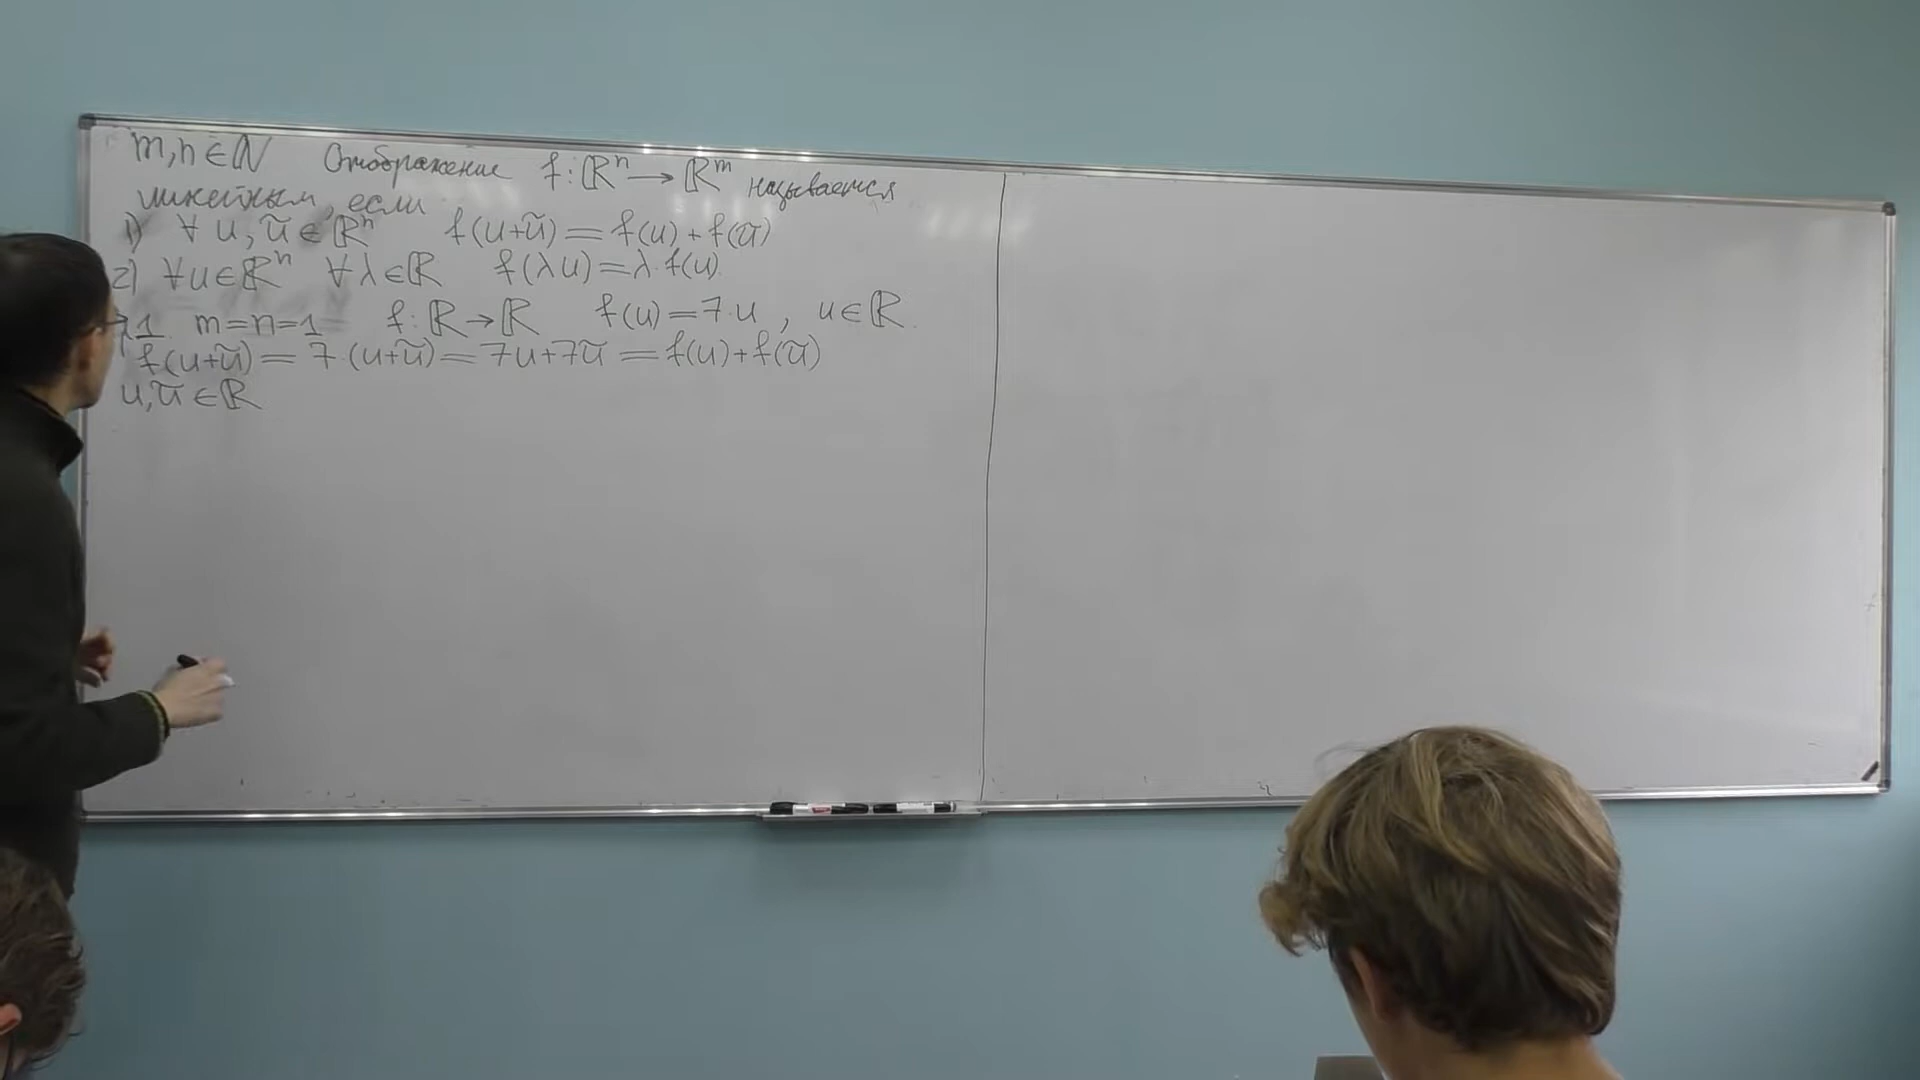 m,n∈ℕ Отображение f: ℝⁿ → ℝᵐ называется
линейным, если
1) ∀ u, ũ ∈ ℝⁿ f(u+ũ) = f(u) + f(ũ)
2) ∀u∈ℝⁿ ∀λ∈ℝ f(λu) = λ·f(u).
1 m=n=1 f: ℝ→ℝ f(u) = 7·u, u∈ℝ.
f(u+ũ) = 7·(u+ũ) = 7u+7ũ = f(u)+f(ũ)
u,ũ∈ℝ